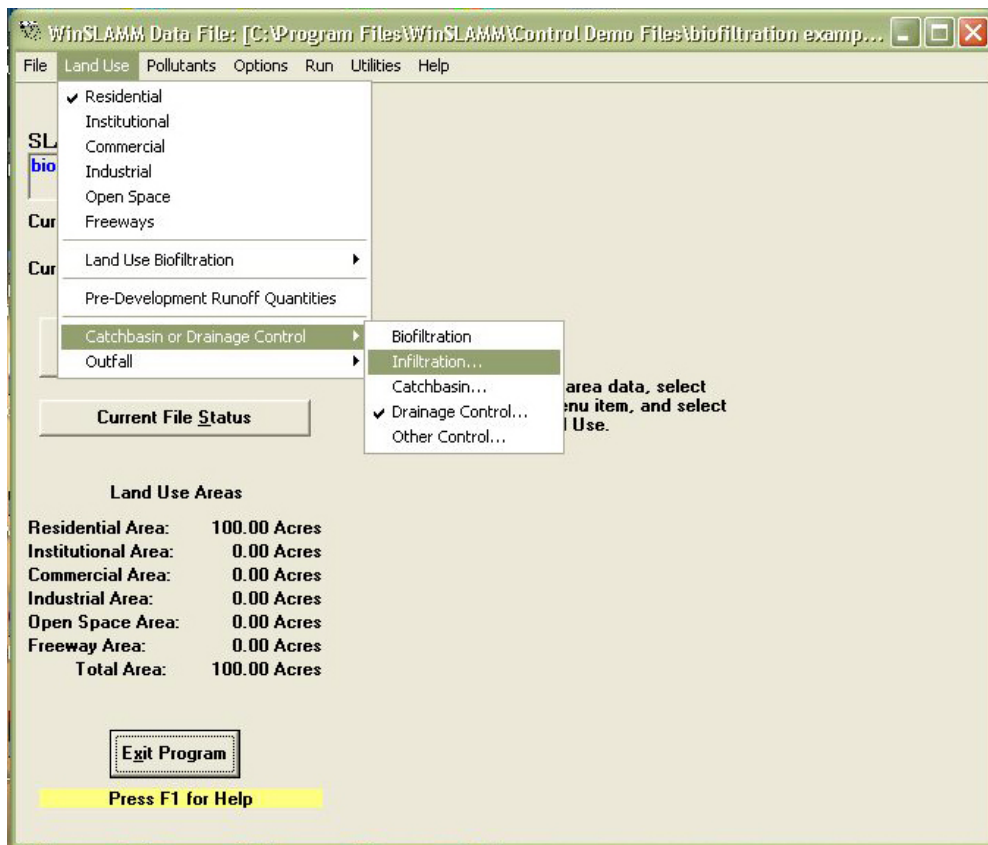 WinSLAMM Data File: [C:\Program Files\WinSLAMM\Control Demo Files\biofiltration examp...
File Land Use Pollutants Options Run Utilities Help
Residential
Institutional
Commercial
Industrial
Open Space
Freeways
Land Use Biofiltration
Pre-Development Runoff Quantities
Catchbasin or Drainage Control
Outfall
Biofiltration
Infiltration...
Catchbasin...
Drainage Control...
Other Control...
SL
bio
Cur
Cur
area data, select
enu item, and select
Use.
Current File Status
Land Use Areas
Residential Area: 100.00 Acres
Institutional Area: 0.00 Acres
Commercial Area: 0.00 Acres
Industrial Area: 0.00 Acres
Open Space Area: 0.00 Acres
Freeway Area: 0.00 Acres
Total Area: 100.00 Acres
Exit Program
Press F1 for Help